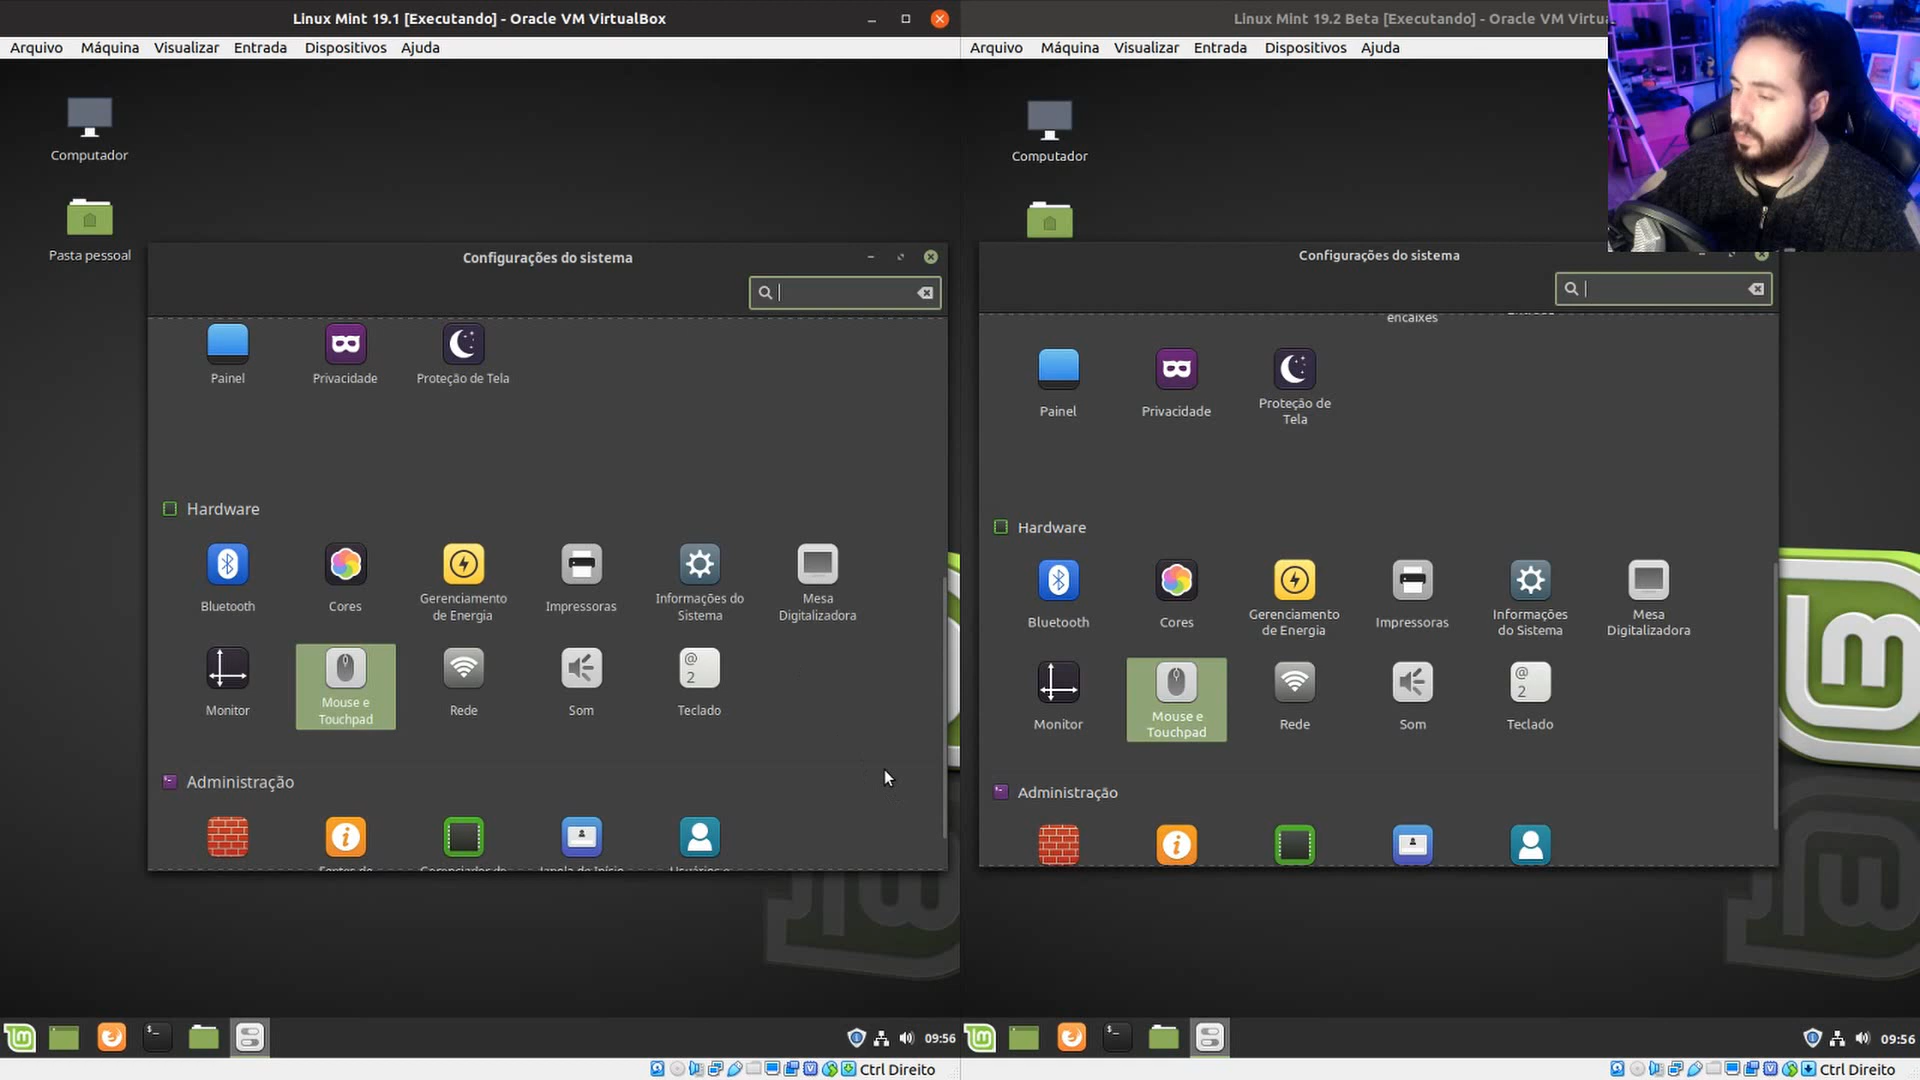 Linux Mint 19.1 [Executando] - Oracle VM VirtualBox
Arquivo Máquina Visualizar Entrada Dispositivos Ajuda
Computador
Pasta pessoal
Configurações do sistema
Painel Privacidade Proteção de Tela
Hardware
Bluetooth Cores Gerenciamento de Energia Impressoras Informações do Sistema Mesa Digitalizadora
Monitor Mouse e Touchpad Rede Som Teclado
Administração
09:56
Ctrl Direito
Linux Mint 19.2 Beta [Executando] - Oracle VM Virtu
Arquivo Máquina Visualizar Entrada Dispositivos Ajuda
Computador
Configurações do sistema
encaixes
Painel Privacidade Proteção de Tela
Hardware
Bluetooth Cores Gerenciamento de Energia Impressoras Informações do Sistema Mesa Digitalizadora
Monitor Mouse e Touchpad Rede Som Teclado
Administração
09:56
Ctrl Direito